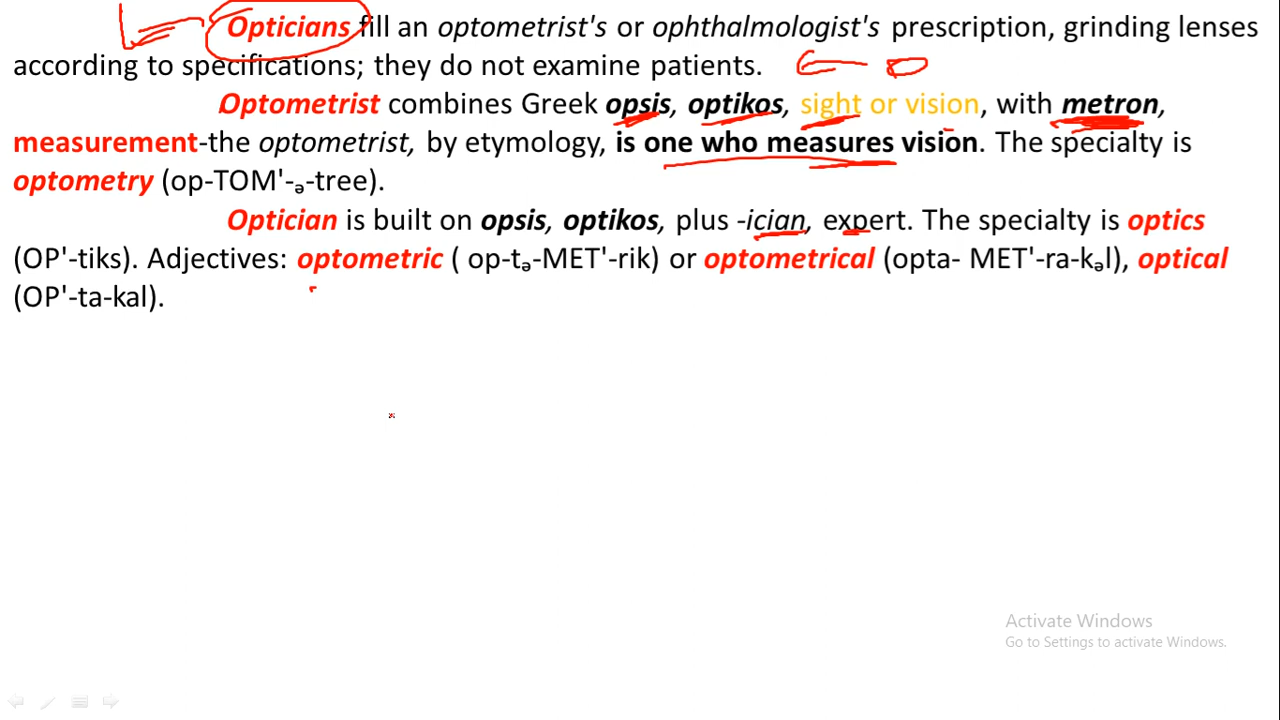 Opticians fill an optometrist's or ophthalmologist's prescription, grinding lenses
according to specifications; they do not examine patients.
Optometrist combines Greek opsis, optikos, sight or vision, with metron,
measurement-the optometrist, by etymology, is one who measures vision. The specialty is
optometry (op-TOM'-ə-tree).
Optician is built on opsis, optikos, plus -ician, expert. The specialty is optics
(OP'-tiks). Adjectives: optometric ( op-tə-MET'-rik) or optometrical (opta- MET'-ra-kəl), optical
(OP'-ta-kal).
Activate Windows
Go to Settings to activate Windows.